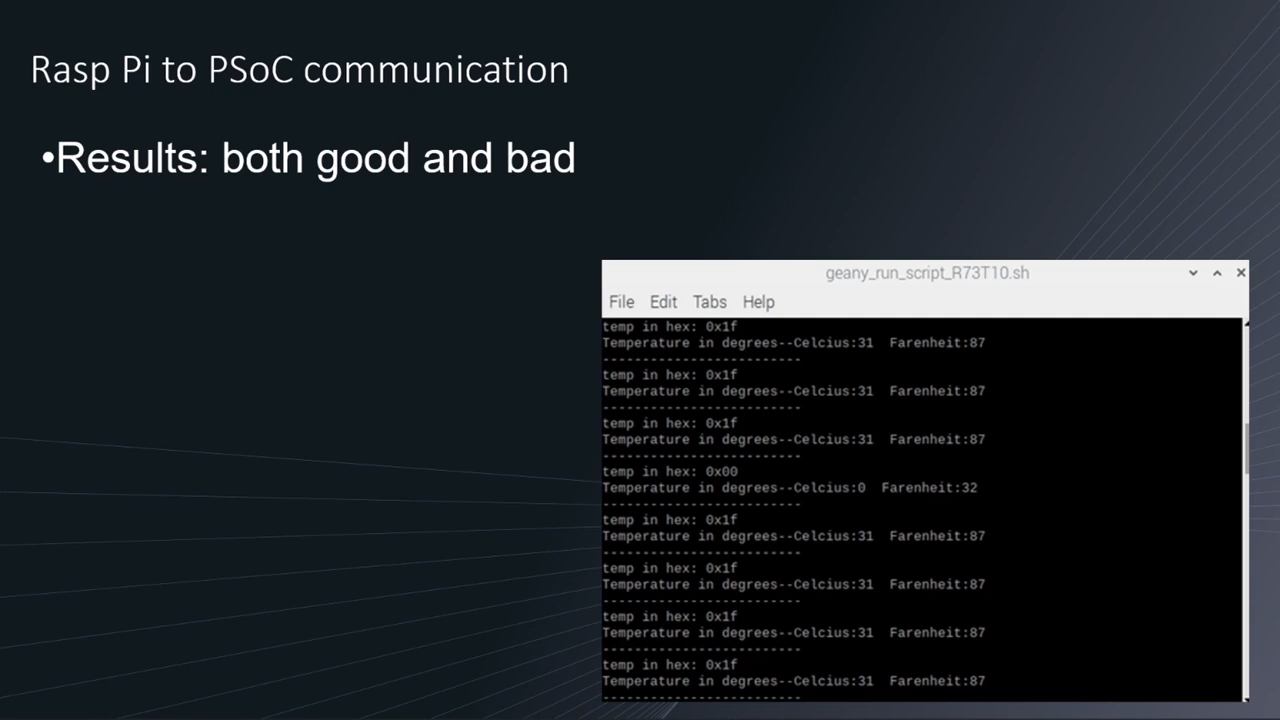 Rasp Pi to PSoC communication
•Results: both good and bad
geany_run_script_R73T10.sh
File Edit Tabs Help
temp in hex: 0x1f
Temperature in degrees--Celcius:31  Farenheit:87
-------------------------
temp in hex: 0x1f
Temperature in degrees--Celcius:31  Farenheit:87
-------------------------
temp in hex: 0x1f
Temperature in degrees--Celcius:31  Farenheit:87
-------------------------
temp in hex: 0x00
Temperature in degrees--Celcius:0  Farenheit:32
-------------------------
temp in hex: 0x1f
Temperature in degrees--Celcius:31  Farenheit:87
-------------------------
temp in hex: 0x1f
Temperature in degrees--Celcius:31  Farenheit:87
-------------------------
temp in hex: 0x1f
Temperature in degrees--Celcius:31  Farenheit:87
-------------------------
temp in hex: 0x1f
Temperature in degrees--Celcius:31  Farenheit:87
-------------------------